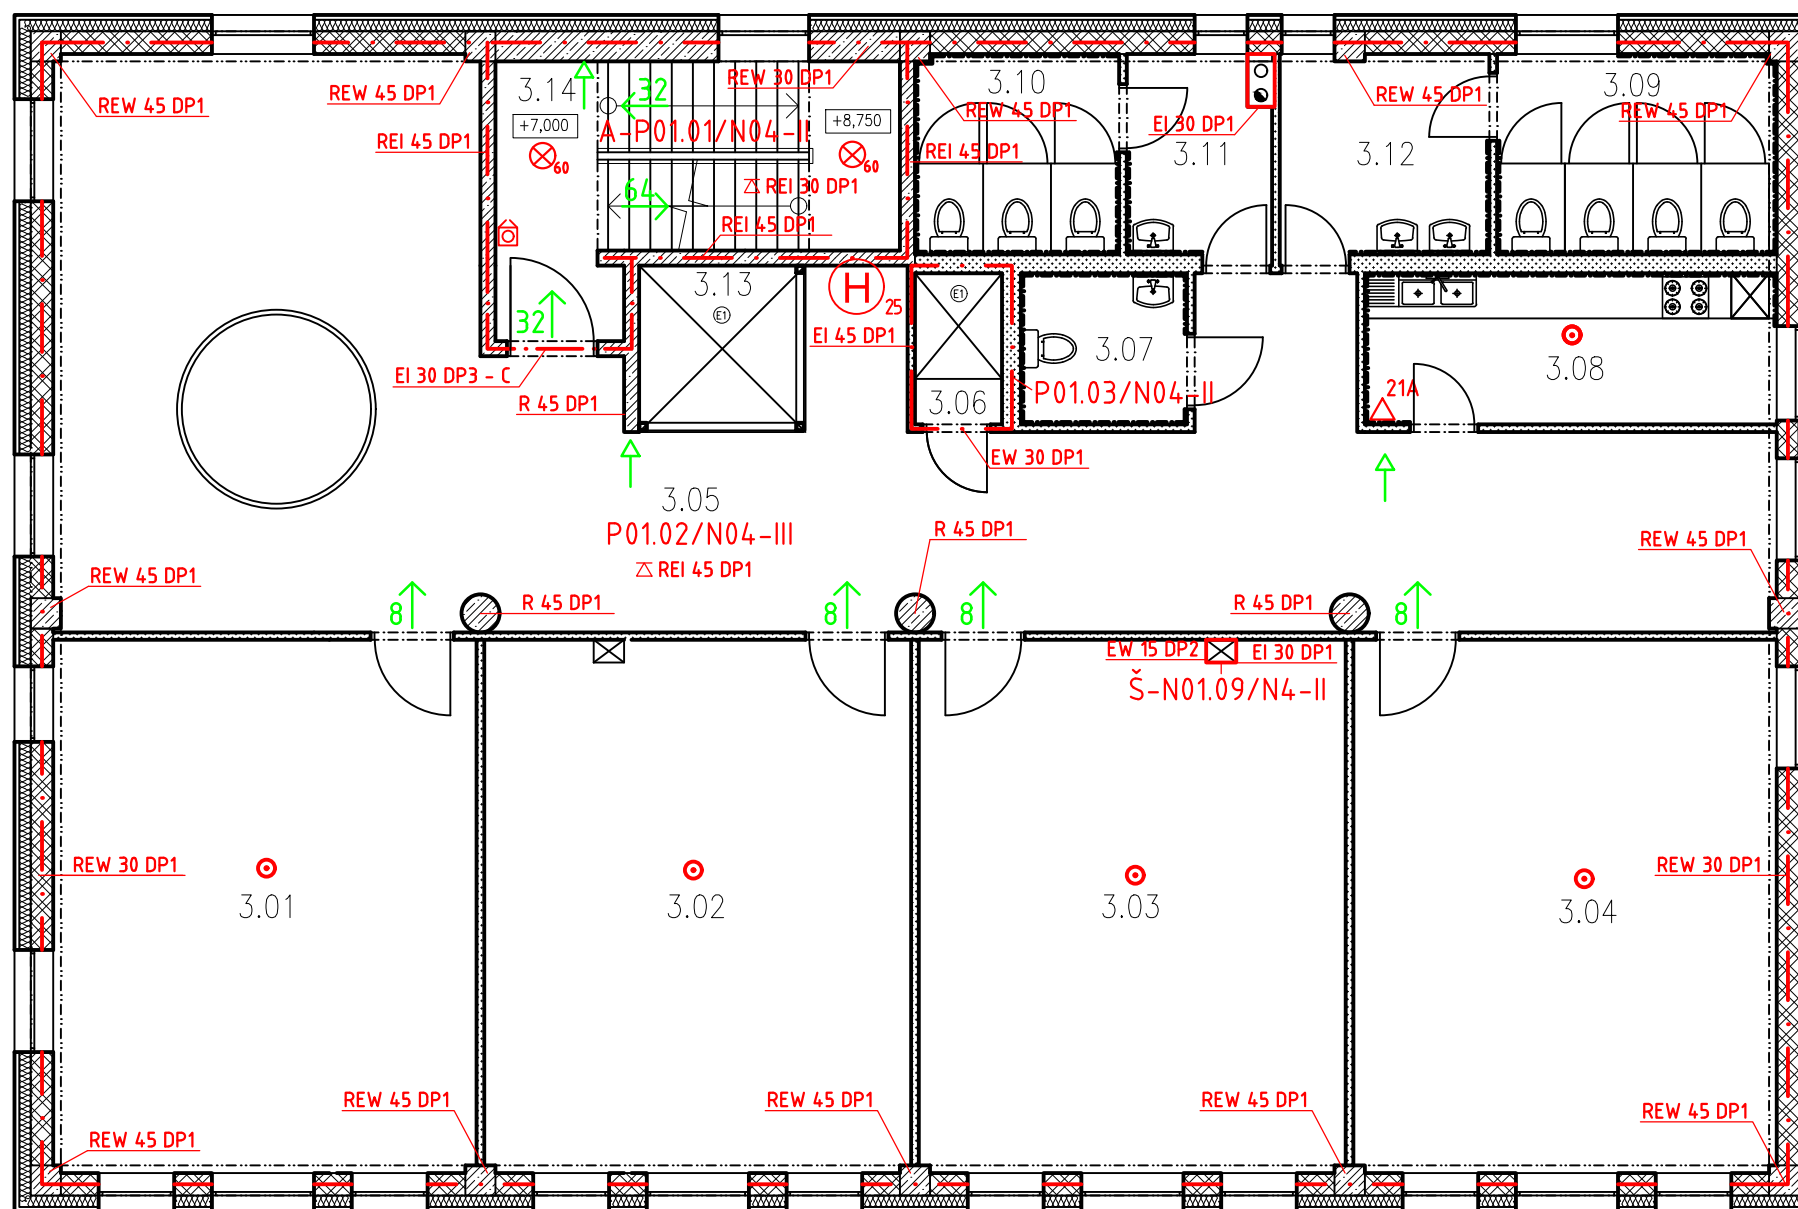 REW 45 DP1
REW 45 DP1
3.14
+7,000
32
REW 30 DP1
+8,750
A-P01.01/N04-II
60
60
REI 45 DP1
64
REI 30 DP1
REI 45 DP1
REI 45 DP1
3.10
REW 45 DP1
EI 30 DP1
3.11
REW 45 DP1
3.12
3.09
REW 45 DP1
3.13
E1
H
25
E1
32
EI 45 DP1
3.07
3.08
EI 30 DP3 - C
R 45 DP1
3.06
P01.03/N04-II
21A
EW 30 DP1
3.05
P01.02/N04-III
REI 45 DP1
R 45 DP1
REW 45 DP1
REW 45 DP1
8
R 45 DP1
8
8
R 45 DP1
8
EW 15 DP2
EI 30 DP1
Š-N01.09/N4-II
REW 30 DP1
REW 30 DP1
3.01
3.02
3.03
3.04
REW 45 DP1
REW 45 DP1
REW 45 DP1
REW 45 DP1
REW 45 DP1